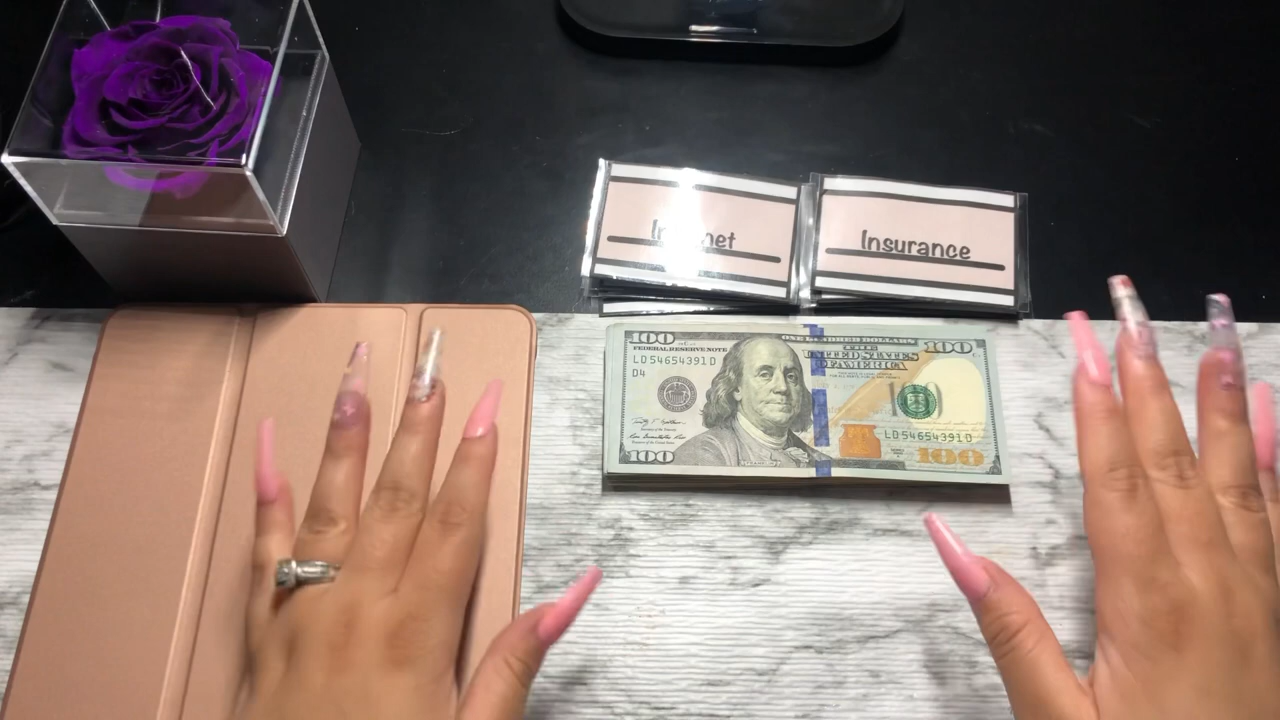 Insurance
100
ONE HUNDRED DOLLARS
100
FEDERAL RESERVE NOTE
THE
UNITED STATES
OF AMERICA
LD54654391D
D4
LD54654391D
100
FRANKLIN
100